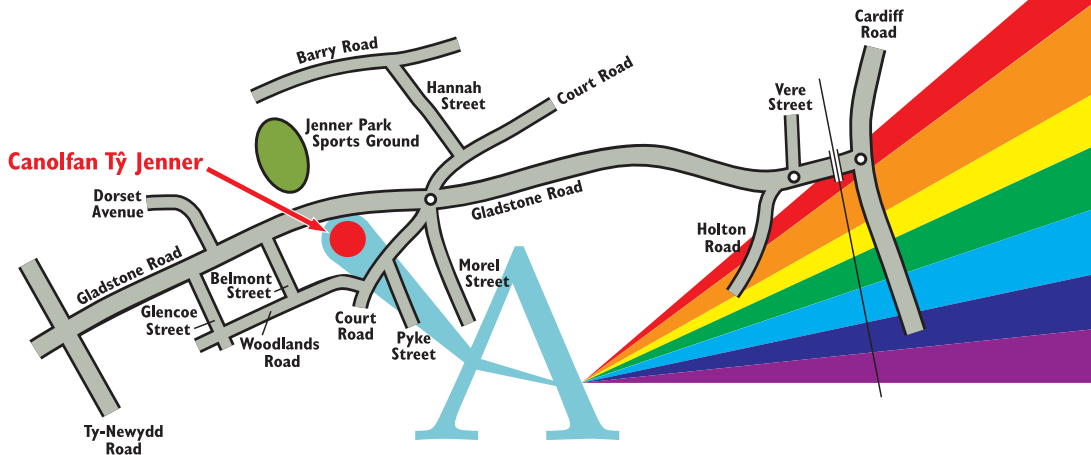 Cardiff
Road
Barry Road
Hannah
Street
Court Road
Vere
Street
Jenner Park
Sports Ground
Canolfan Tŷ Jenner
Dorset
Avenue
Gladstone Road
Holton
Road
Gladstone Road
Belmont
Street
Morel
Street
Glencoe
Street
Court
Road
Pyke
Street
Woodlands
Road
Ty-Newydd
Road
A